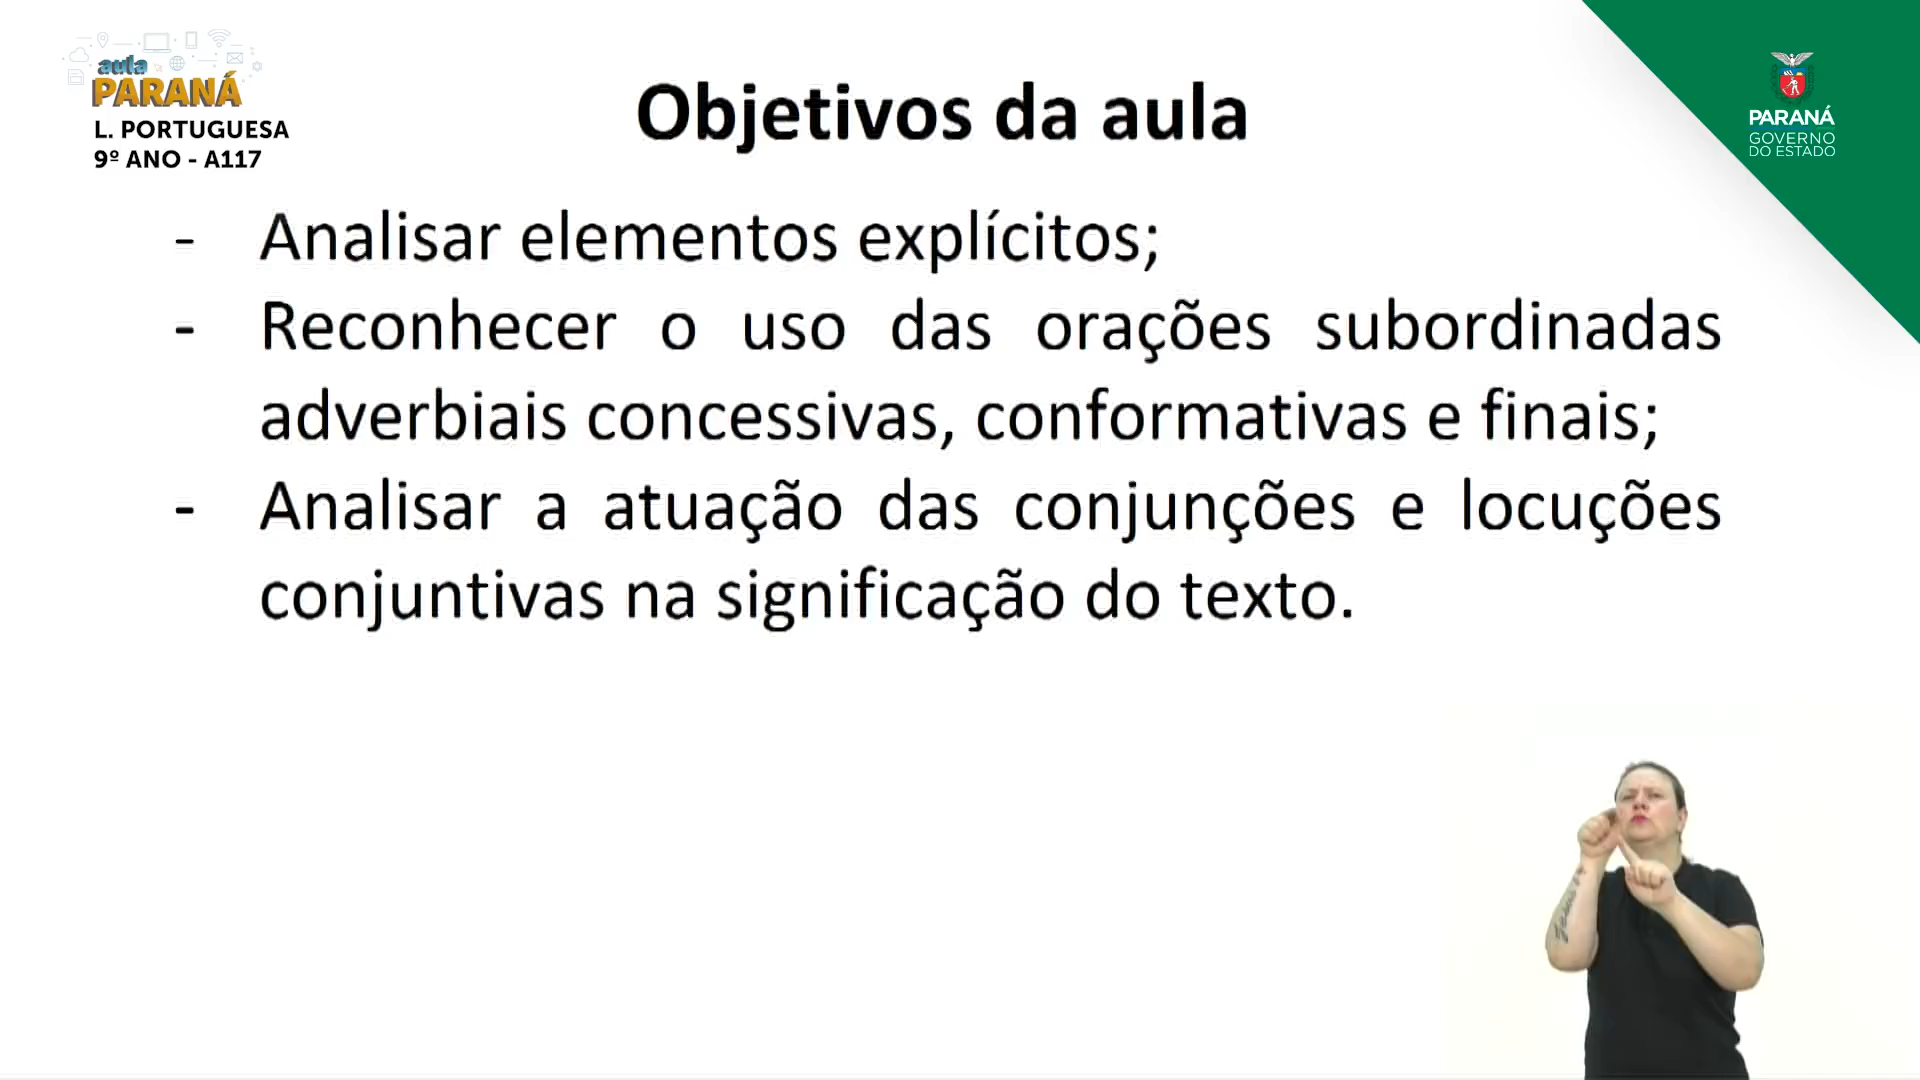 aula
PARANÁ
L. PORTUGUESA
9º ANO - A117
Objetivos da aula
PARANÁ
GOVERNO
DO ESTADO
- Analisar elementos explícitos;
- Reconhecer o uso das orações subordinadas
adverbiais concessivas, conformativas e finais;
- Analisar a atuação das conjunções e locuções
conjuntivas na significação do texto.